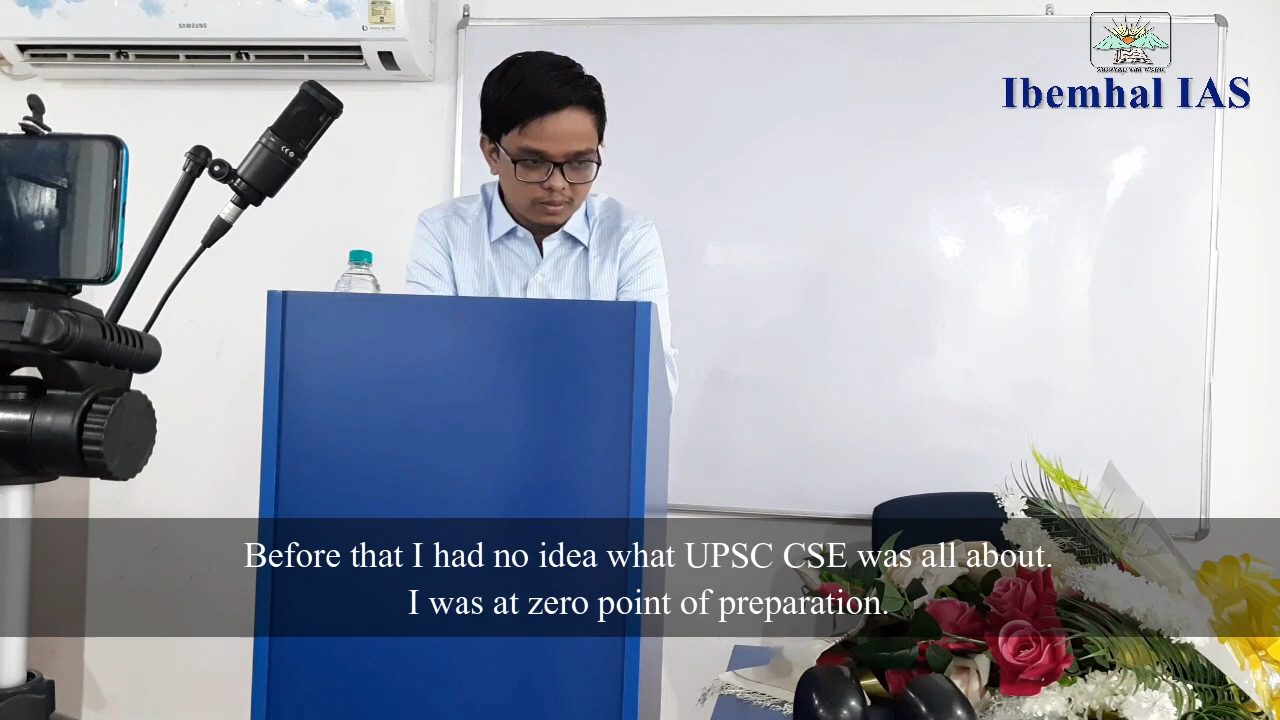 SAMSUNG
Ibemhal IAS
CE
Before that I had no idea what UPSC CSE was all about.
I was at zero point of preparation.